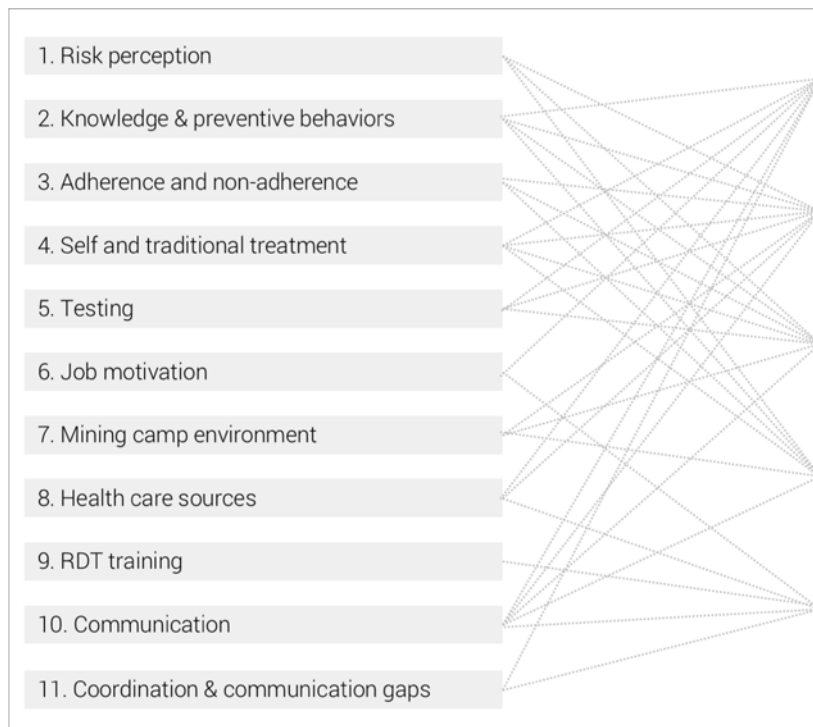 1. Risk perception
2. Knowledge & preventive behaviors
3. Adherence and non-adherence
4. Self and traditional treatment
5. Testing
6. Job motivation
7. Mining camp environment
8. Health care sources
9. RDT training
10. Communication
11. Coordination & communication gaps